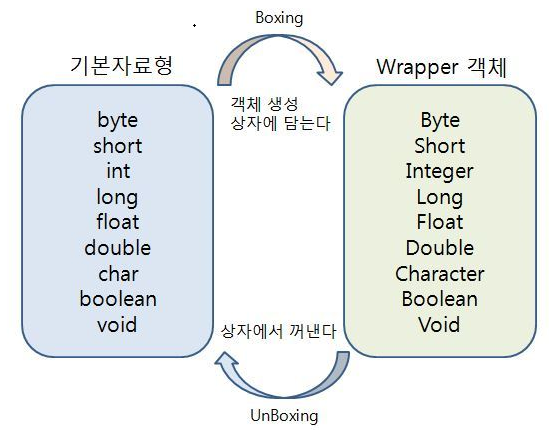 Boxing
기본자료형
Wrapper 객체
객체 생성
상자에 담는다
byte
short
int
long
float
double
char
boolean
void
Byte
Short
Integer
Long
Float
Double
Character
Boolean
Void
상자에서 꺼낸다
UnBoxing